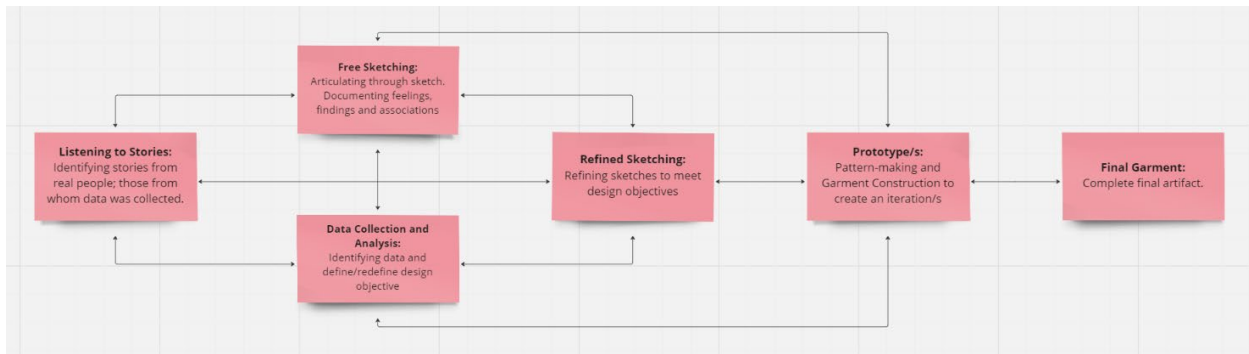 Listening to Stories:
Identifying stories from
real people; those from
whom data was collected.
Free Sketching:
Articulating through sketch.
Documenting feelings,
findings and associations
Data Collection and
Analysis:
Identifying data and
define/redefine design
objective
Refined Sketching:
Refining sketches to meet
design objectives
Prototype/s:
Pattern-making and
Garment Construction to
create an iteration/s
Final Garment:
Complete final artifact.